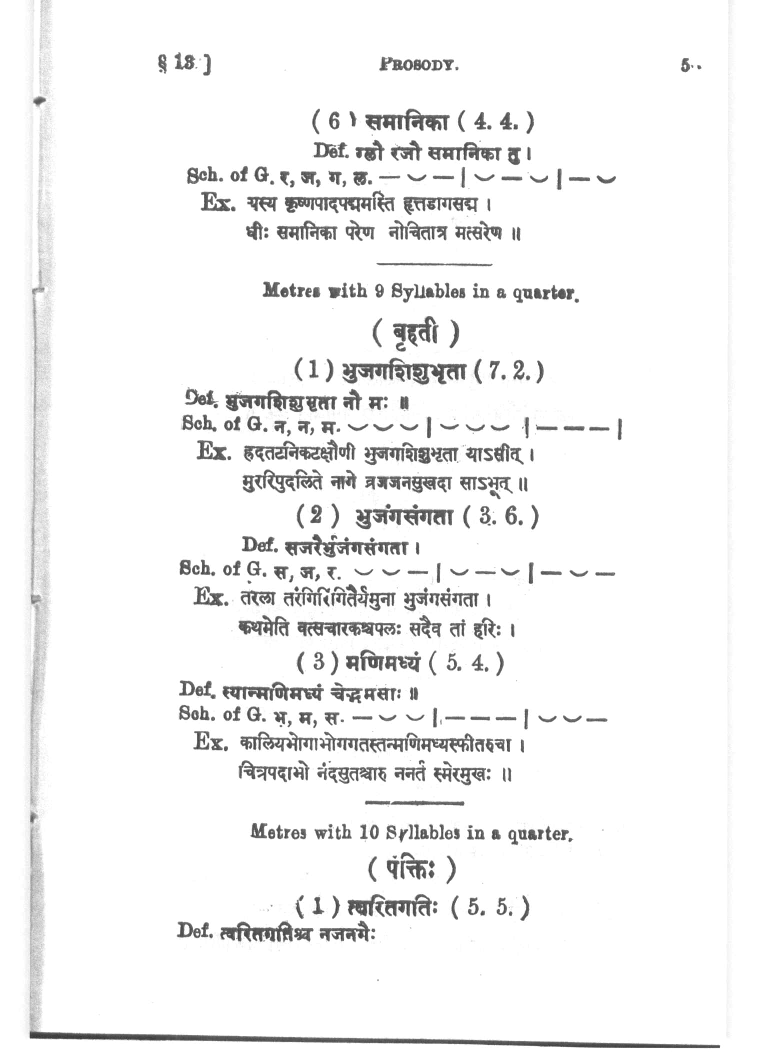 § 13 ] PROSODY. 5
( 6 ) समानिका ( 4. 4. )
Def. ग्लौ रजौ समानिका तु ।
Sch. of G. र, ज, ग, ल. — ⏑ — | ⏑ — ⏑ | — ⏑
Ex. यस्य कृष्णपादपद्ममस्ति हृत्तडागसद्म ।
धीः समानिका परेण नोचितात्र मत्सरेण ॥
Metres with 9 Syllables in a quarter.
( बृहती )
( 1 ) भुजगशिशुभृता ( 7. 2. )
Def. भुजगशिशुभृता नौ मः ॥
Sch. of G. न, न, म. ⏑ ⏑ ⏑ | ⏑ ⏑ ⏑ | — — — |
Ex. ह्रदतटनिकटक्षौणी भुजगशिशुभृता याऽसीत् ।
मुररिपुदलिते नागे व्रजजनसुखदा साऽभूत् ॥
( 2 ) भुजंगसंगता ( 3. 6. )
Def. सजरैर्भुजंगसंगता ।
Sch. of G. स, ज, र. ⏑ ⏑ — | ⏑ — ⏑ | — ⏑ —
Ex. तरला तरंगिरिंगितैर्यमुना भुजंगसंगता ।
कथमेति वत्सचारकश्चपलः सदैव तां हरिः ।
( 3 ) मणिमध्यं ( 5. 4. )
Def. स्यान्मणिमध्यं चेद्भमसाः ॥
Sch. of G. भ, म, स. — ⏑ ⏑ | — — — | ⏑ ⏑ —
Ex. कालियभोगाभोगगतस्तन्मणिमध्यस्फीतरुचा ।
चित्रपदाभो नंदसुतश्चारु ननर्त स्मेरमुखः ॥
Metres with 10 Syllables in a quarter.
( पंक्तिः )
( 1 ) त्वरितगतिः ( 5. 5. )
Def. त्वरितगतिश्च नजनगैः